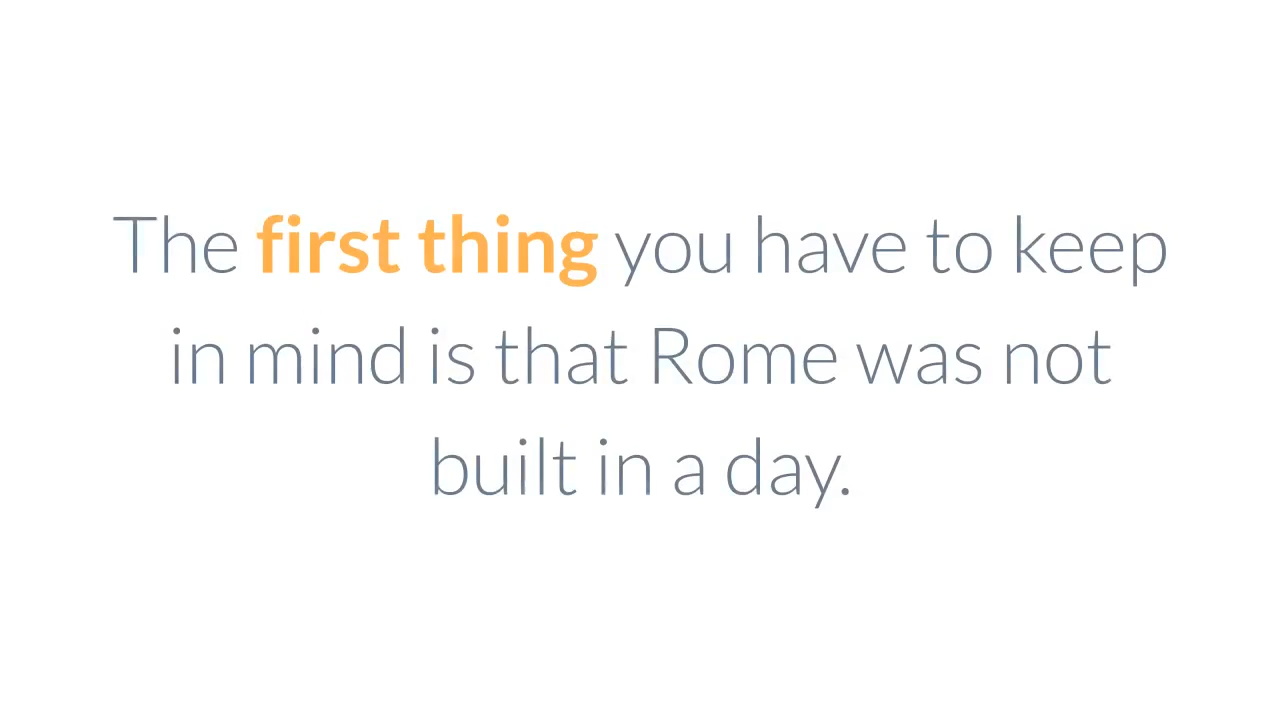 The first thing you have to keep
in mind is that Rome was not
built in a day.